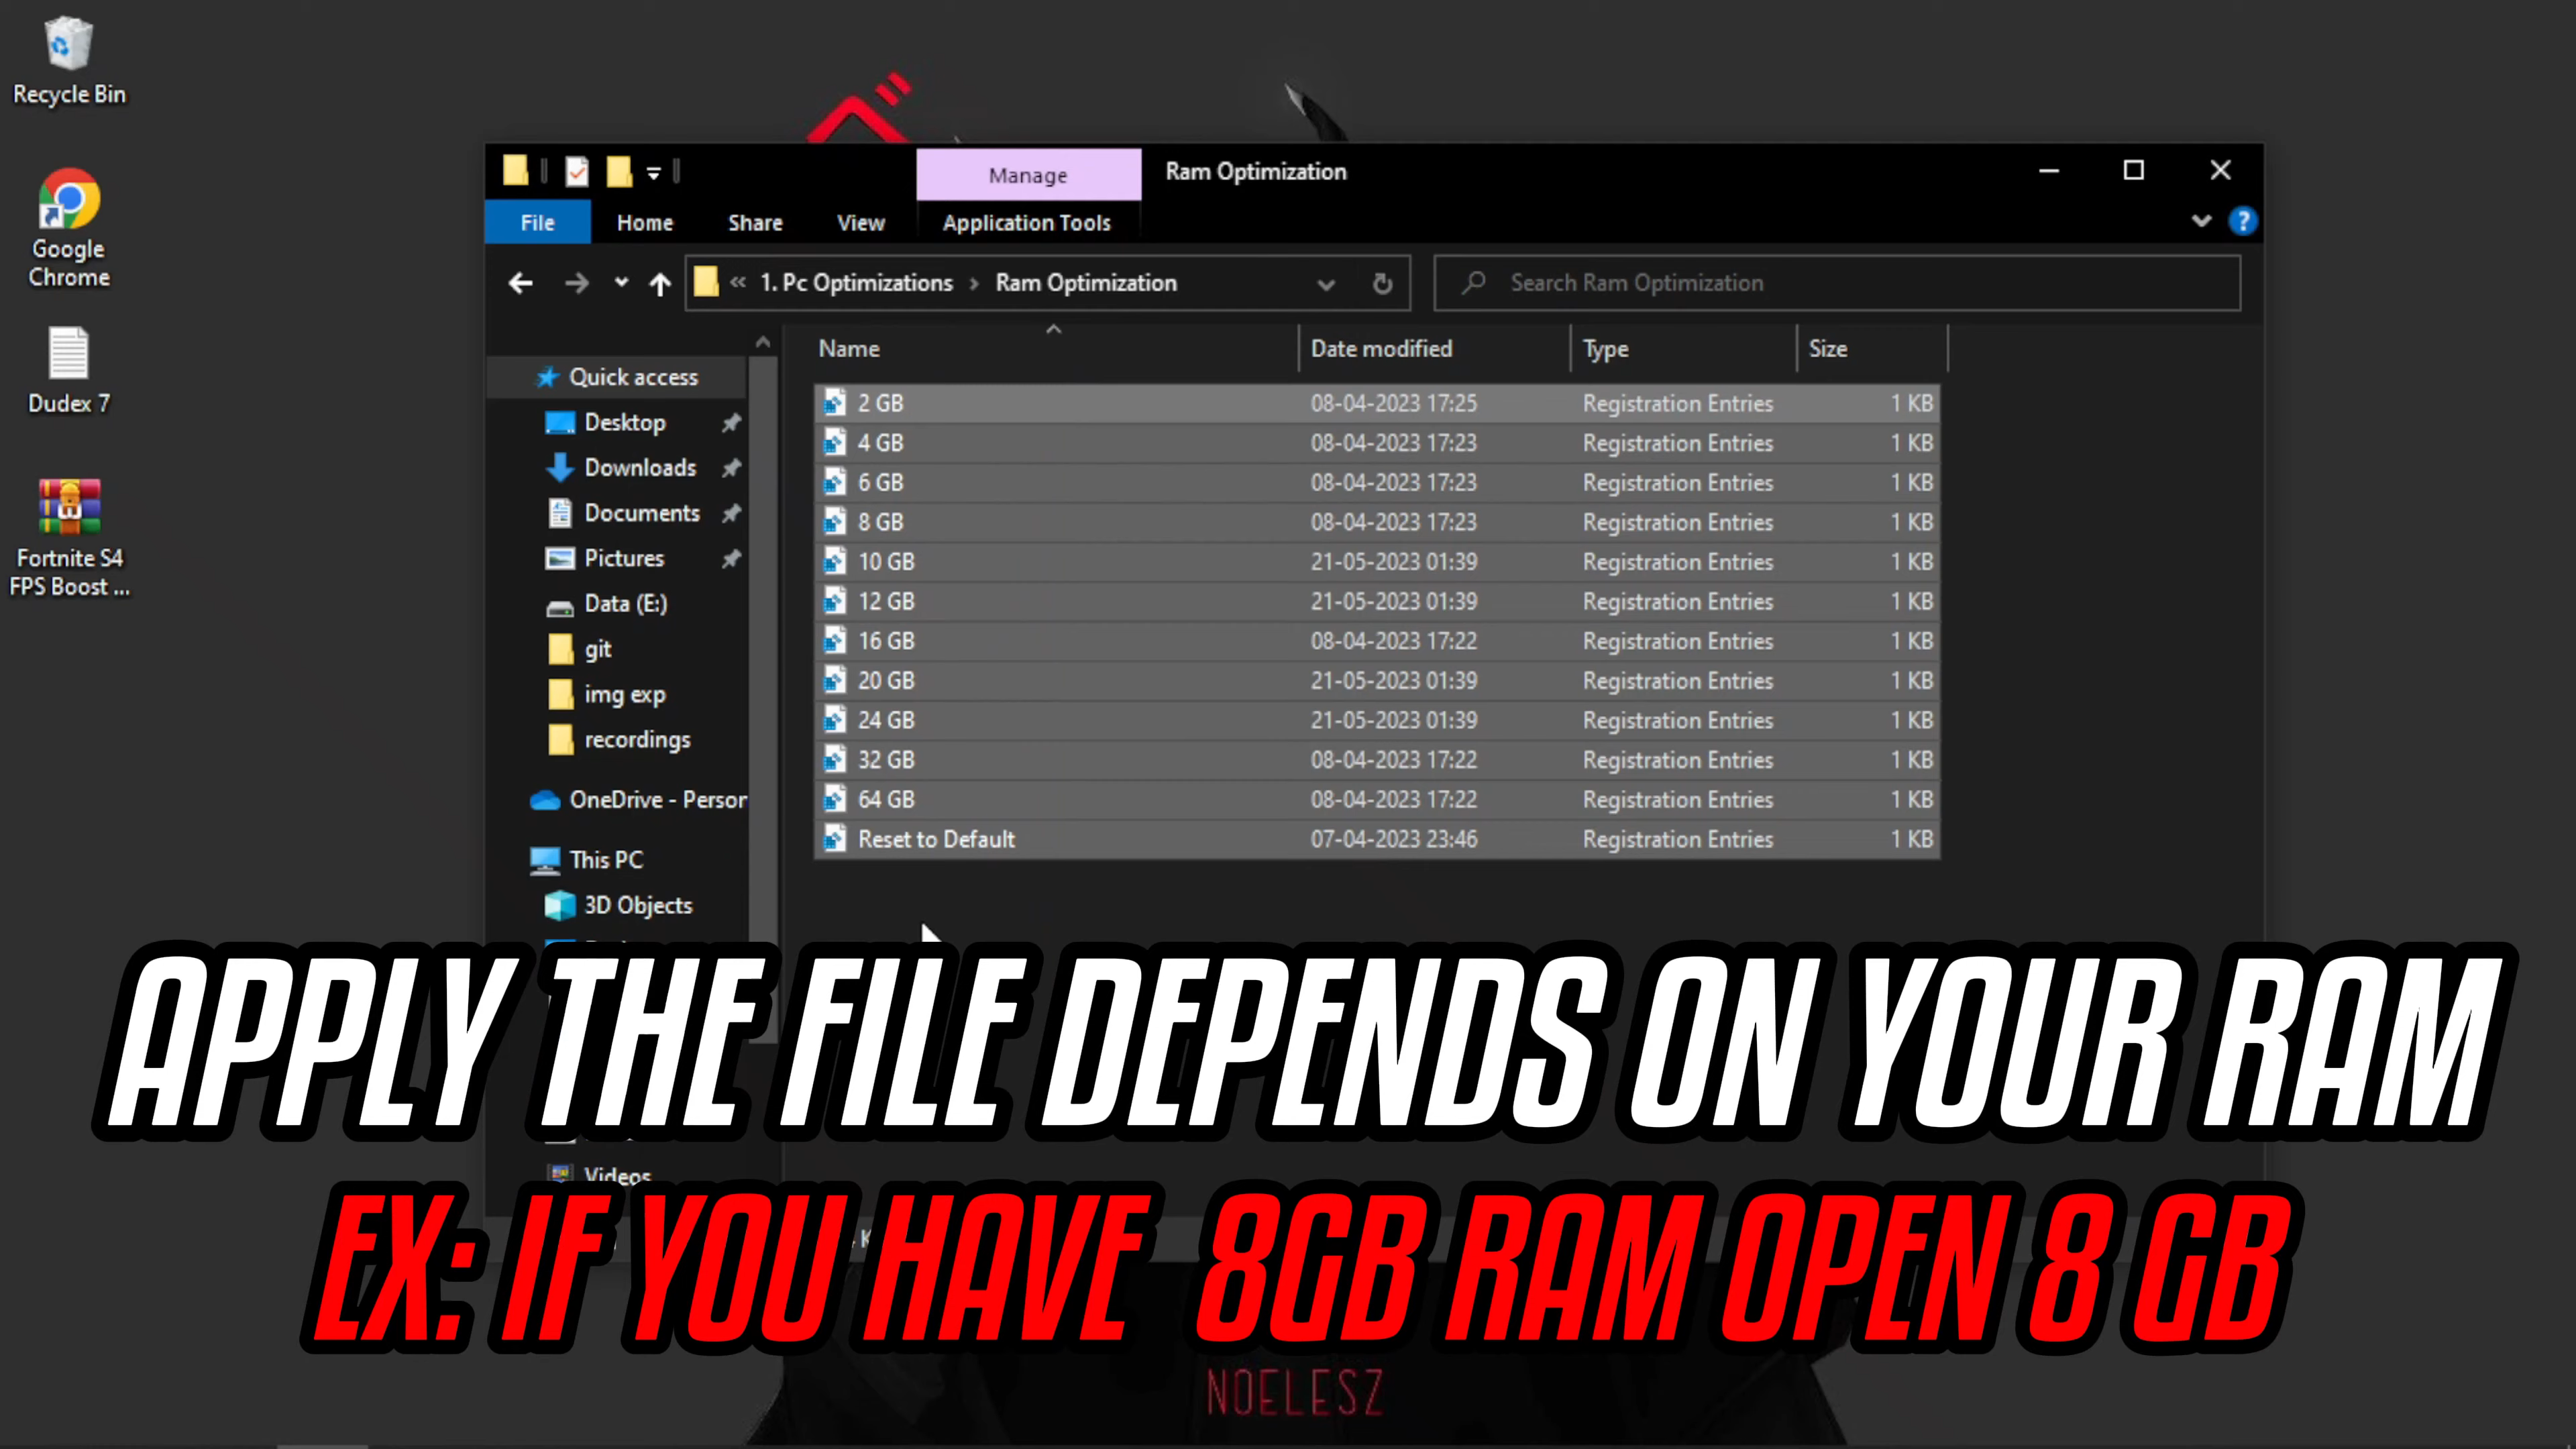 Recycle Bin
Google
Chrome
Dudex 7
Fortnite S4
FPS Boost ...
Manage
Ram Optimization
File
Home
Share
View
Application Tools
« 1. Pc Optimizations › Ram Optimization
Search Ram Optimization
Quick access
Desktop
Downloads
Documents
Pictures
Data (E:)
git
img exp
recordings
OneDrive - Person
This PC
3D Objects
Videos
Name Date modified Type Size
2 GB 08-04-2023 17:25 Registration Entries 1 KB
4 GB 08-04-2023 17:23 Registration Entries 1 KB
6 GB 08-04-2023 17:23 Registration Entries 1 KB
8 GB 08-04-2023 17:23 Registration Entries 1 KB
10 GB 21-05-2023 01:39 Registration Entries 1 KB
12 GB 21-05-2023 01:39 Registration Entries 1 KB
16 GB 08-04-2023 17:22 Registration Entries 1 KB
20 GB 21-05-2023 01:39 Registration Entries 1 KB
24 GB 21-05-2023 01:39 Registration Entries 1 KB
32 GB 08-04-2023 17:22 Registration Entries 1 KB
64 GB 08-04-2023 17:22 Registration Entries 1 KB
Reset to Default 07-04-2023 23:46 Registration Entries 1 KB
APPLY THE FILE DEPENDS ON YOUR RAM
EX: IF YOU HAVE 8GB RAM OPEN 8 GB
NOELESZ